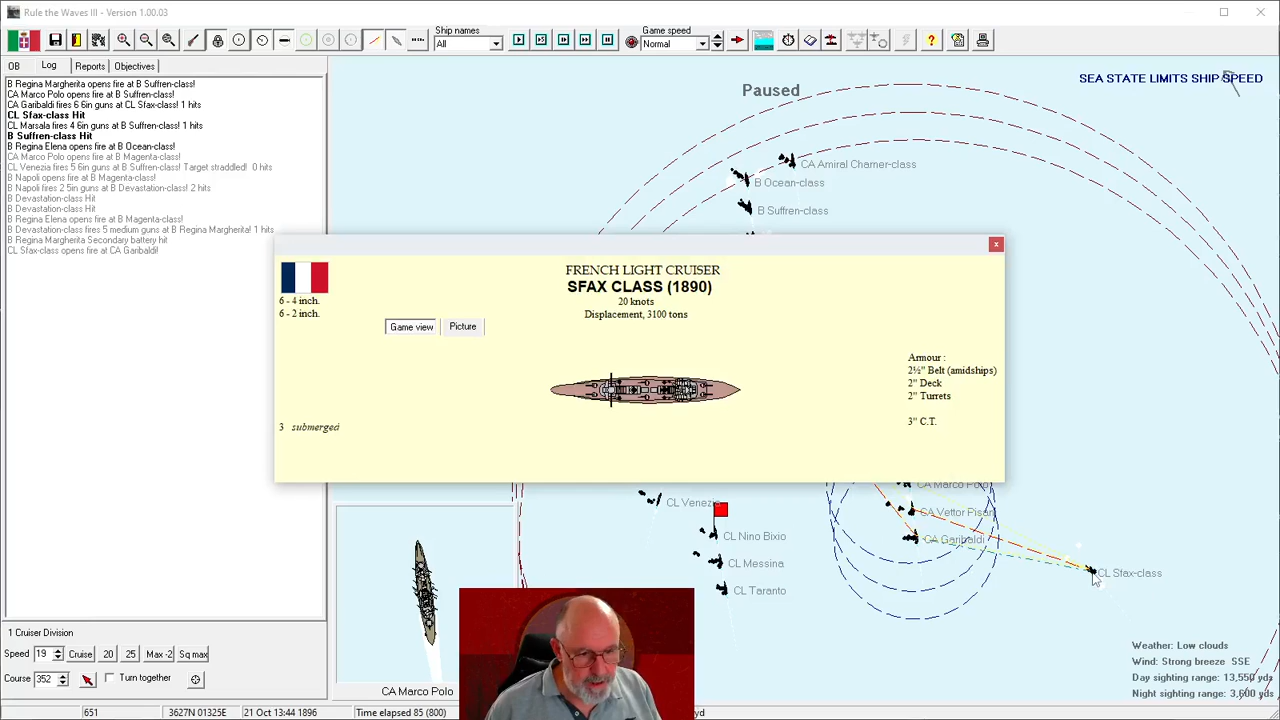 Rule the Waves III - Version 1.00.03
Ship names
All
Game speed
Normal
OB
Log
Reports
Objectives
B Regina Margherita opens fire at B Suffren-class!
CA Marco Polo opens fire at B Suffren-class!
CA Garibaldi fires 6 6in guns at CL Sfax-class! 1 hits
CL Sfax-class Hit
CL Marsala fires 4 6in guns at B Suffren-class! 1 hits
B Suffren-class Hit
B Regina Elena opens fire at B Ocean-class!
CA Marco Polo opens fire at B Magenta-class!
CL Venezia fires 5 6in guns at B Suffren-class! Target straddled! 0 hits
B Napoli opens fire at B Magenta-class!
B Napoli fires 2 5in guns at B Devastation-class! 2 hits
B Devastation-class Hit
B Devastation-class Hit
B Regina Elena opens fire at B Magenta-class!
B Devastation-class fires 5 medium guns at B Regina Margherita! 1 hits
B Regina Margherita Secondary battery hit
CL Sfax-class opens fire at CA Garibaldi!
SEA STATE LIMITS SHIP SPEED
Paused
CA Amiral Charner-class
B Ocean-class
B Suffren-class
FRENCH LIGHT CRUISER
SFAX CLASS (1890)
20 knots
Displacement, 3100 tons
6 - 4 inch.
6 - 2 inch.
Game view
Picture
Armour :
2½" Belt (amidships)
2" Deck
2" Turrets
3" C.T.
3 submerged
CA Marco Polo
CL Venezia
CA Vettor Pisani
CL Nino Bixio
CA Garibaldi
CL Messina
CL Sfax-class
CL Taranto
1 Cruiser Division
Speed
19
Cruise
20
25
Max -2
Sq max
Course
352
Turn together
CA Marco Polo
Weather: Low clouds
Wind: Strong breeze SSE
Day sighting range: 13,550 yds
Night sighting range: 3,600 yds
651
3627N 01325E
21 Oct 13:44 1896
Time elapsed 85 (800)
yd